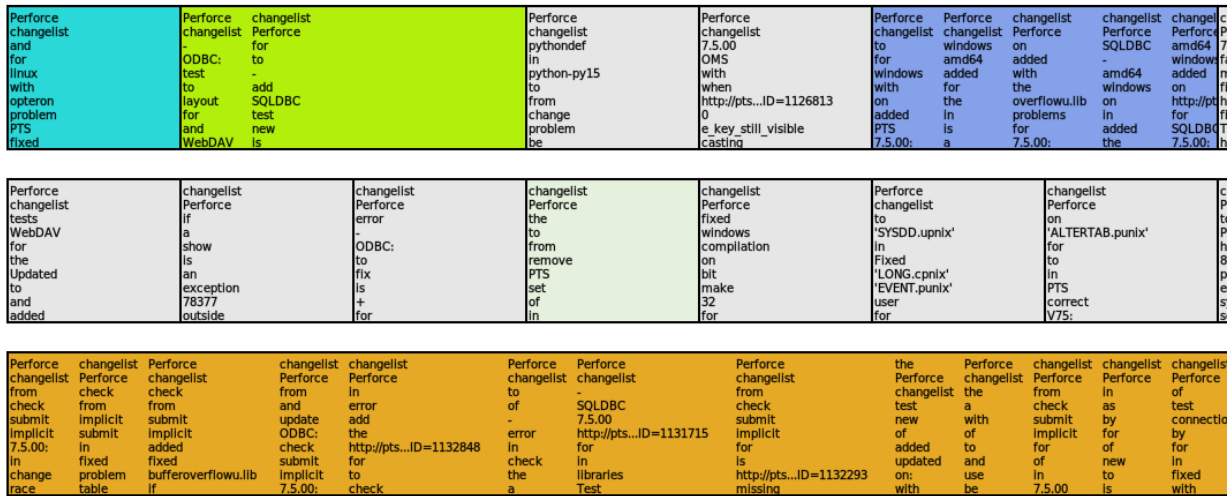 Perforce Perforce changelist Perforce Perforce Perforce Perforce changelist changelist
changelist changelist Perforce changelist changelist changelist changelist Perforce Perforce
and - for pythondef 7.5.00 to windows on SQLDBC amd64
for ODBC: to in OMS for amd64 added -
linux test - python-py15 with windows added with amd64 added
with to add to when with for the windows on
opteron layout SQLDBC from http://pts...ID=1126813 on the overflowu.lib on
problem for test change 0 added in problems in for
PTS and new problem e_key_still_visible PTS is for added
fixed WebDAV is be casting 7.5.00: a 7.5.00: the 7.5.00:
Perforce changelist changelist changelist changelist Perforce changelist
changelist Perforce Perforce Perforce Perforce changelist Perforce
tests if error the fixed to on
WebDAV a - to windows 'SYSDD.upnix' 'ALTERTAB.punix'
for show ODBC: from compilation in for
the is to remove on Fixed to
Updated an fix PTS bit 'LONG.cpnix' in
to exception is set make 'EVENT.punix' PTS
and 78377 + of 32 user correct
added outside for in for for V75:
Perforce changelist Perforce changelist changelist Perforce Perforce Perforce the Perforce changelist changelist changelist
changelist Perforce changelist Perforce Perforce changelist changelist changelist Perforce changelist Perforce Perforce Perforce
from check check from in to - from changelist the from in of
check from from and error of SQLDBC check test a check as test
submit implicit submit update add - 7.5.00 submit new with submit by
implicit submit implicit ODBC: the error http://pts...ID=1131715 implicit of of implicit for by
7.5.00: in added check http://pts...ID=1132848 in for for added to for of for
in fixed fixed submit for check in is updated and of new in
change problem bufferoverflowu.lib implicit to the libraries http://pts...ID=1132293 on: use in to fixed
race table if 7.5.00: check a Test missing with be 7.5.00 is with